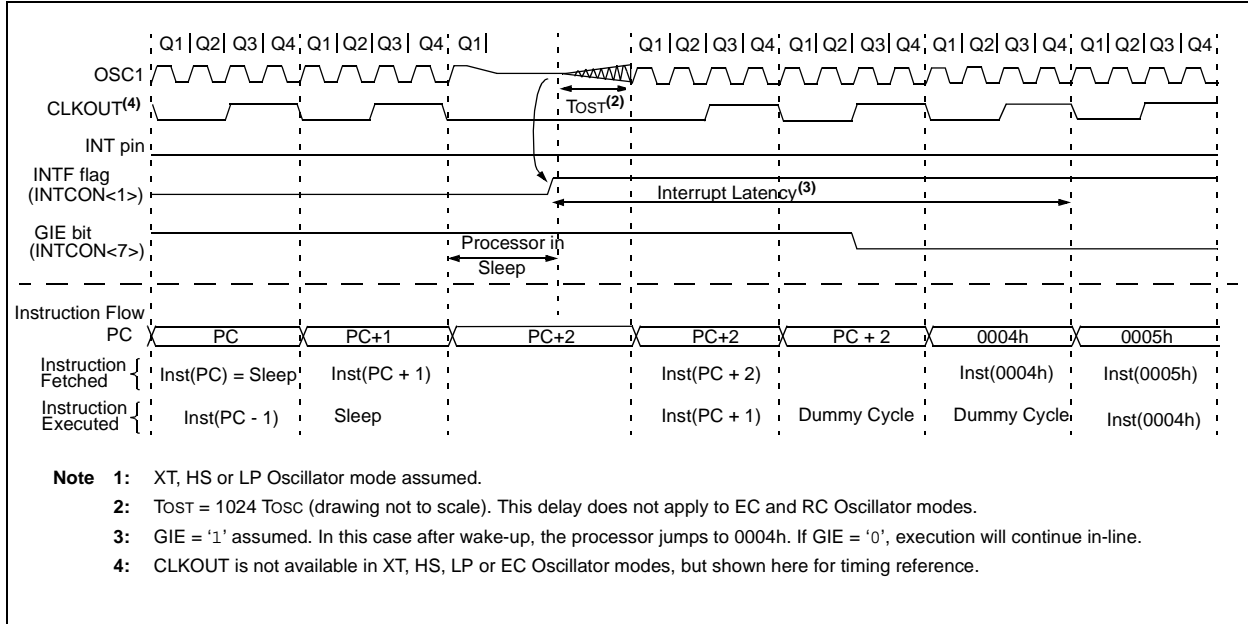 Q1 Q2 Q3 Q4 Q1 Q2 Q3 Q4 Q1 Q1 Q2 Q3 Q4 Q1 Q2 Q3 Q4 Q1 Q2 Q3 Q4 Q1 Q2 Q3 Q4
OSC1
TOST(2)
CLKOUT(4)
INT pin
INTF flag
(INTCON<1>)
Interrupt Latency(3)
GIE bit
(INTCON<7>)
Processor in
Sleep
Instruction Flow
PC PC PC+1 PC+2 PC+2 PC + 2 0004h 0005h
Instruction
Fetched
Inst(PC) = Sleep Inst(PC + 1) Inst(PC + 2) Inst(0004h) Inst(0005h)
Instruction
Executed
Inst(PC - 1) Sleep Inst(PC + 1) Dummy Cycle Dummy Cycle Inst(0004h)
Note 1: XT, HS or LP Oscillator mode assumed.
2: TOST = 1024 TOSC (drawing not to scale). This delay does not apply to EC and RC Oscillator modes.
3: GIE = ‘1’ assumed. In this case after wake-up, the processor jumps to 0004h. If GIE = ‘0’, execution will continue in-line.
4: CLKOUT is not available in XT, HS, LP or EC Oscillator modes, but shown here for timing reference.